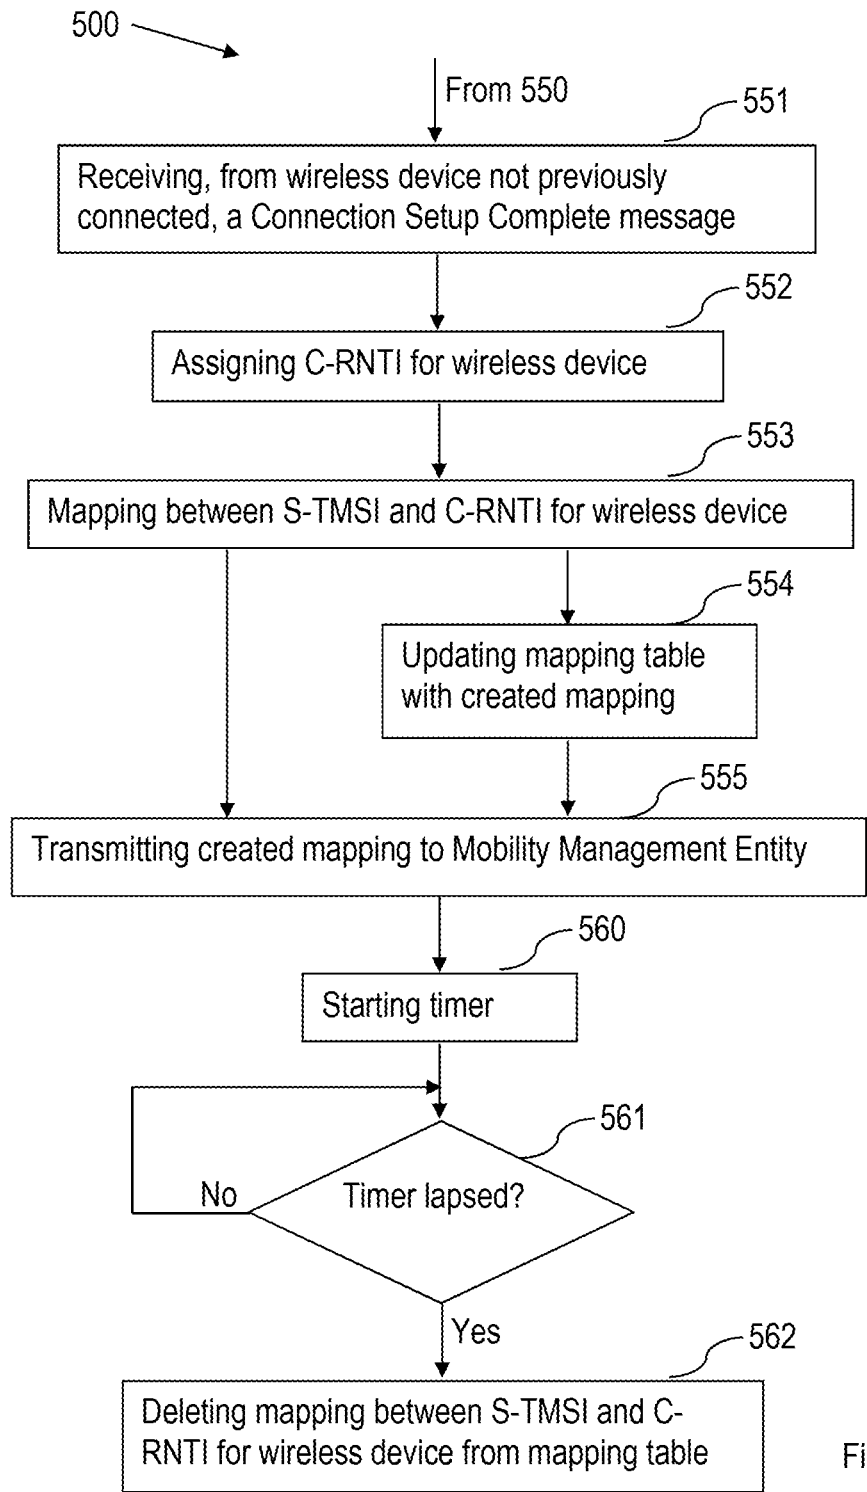 500
From 550
551
Receiving, from wireless device not previously
connected, a Connection Setup Complete message
552
Assigning C-RNTI for wireless device
553
Mapping between S-TMSI and C-RNTI for wireless device
554
Updating mapping table
with created mapping
555
Transmitting created mapping to Mobility Management Entity
560
Starting timer
561
Timer lapsed?
No
Yes
562
Deleting mapping between S-TMSI and C-
RNTI for wireless device from mapping table
Fi